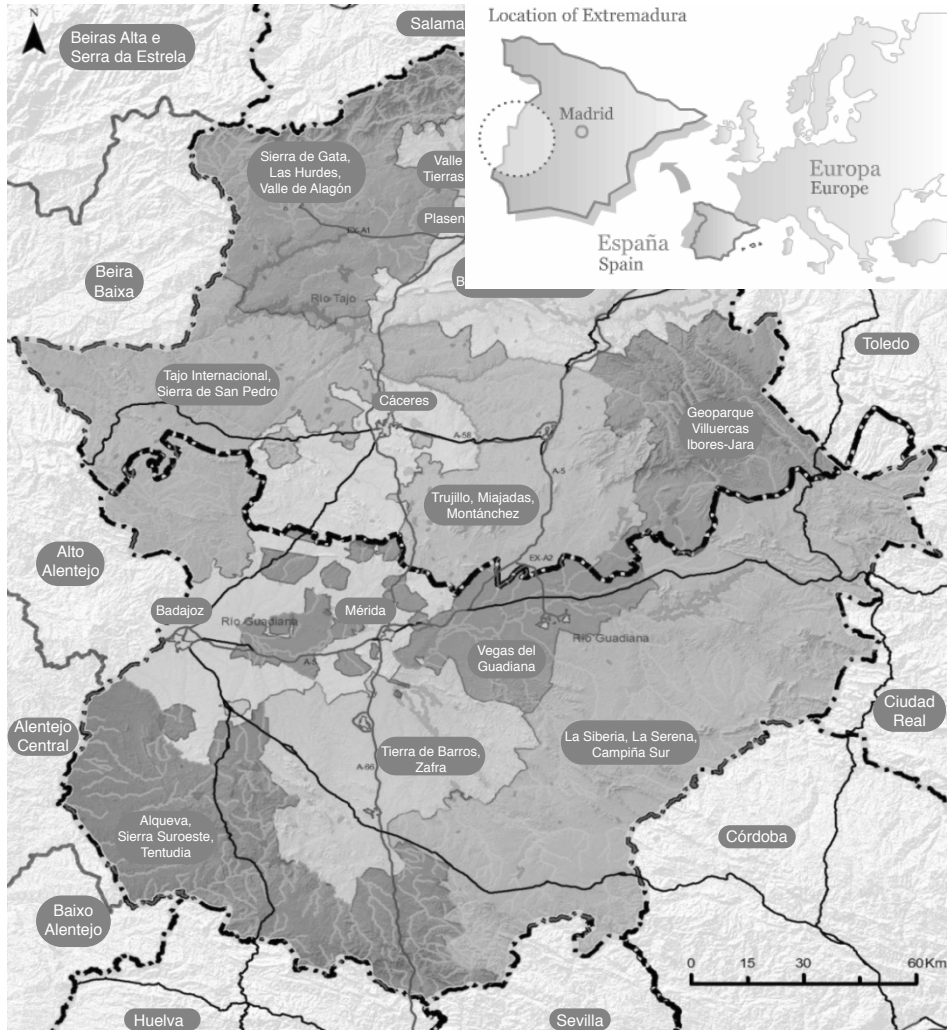 N
Beiras Alta e
Serra da Estrela
Salama
Location of Extremadura
Madrid
Europa
Europe
España
Spain
Sierra de Gata,
Las Hurdes,
Valle de Alagón
Valle
Tierras
Plasen
EX-A1
Beira
Baixa
B
Río Tajo
Toledo
Tajo Internacional,
Sierra de San Pedro
Cáceres
A-58
Geoparque
Villuercas
Ibores-Jara
A-5
Trujillo, Miajadas,
Montánchez
Alto
Alentejo
EX-A2
Badajoz
Mérida
Río Guadiana
Río Guadiana
Vegas del
Guadiana
A-5
Alentejo
Central
Ciudad
Real
Tierra de Barros,
Zafra
La Siberia, La Serena,
Campiña Sur
A-66
Alqueva,
Sierra Suroeste,
Tentudia
Córdoba
Baixo
Alentejo
0 15 30 45 60 Km
Huelva
Sevilla